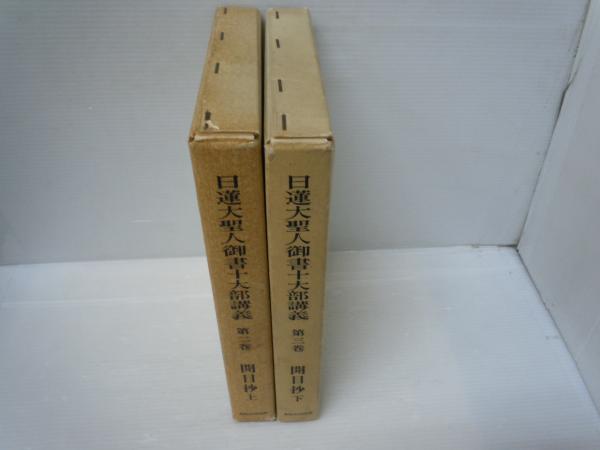 日蓮大聖人御書十大部講義 第二巻 開目抄 上
日蓮大聖人御書十大部講義 第三巻 開目抄 下